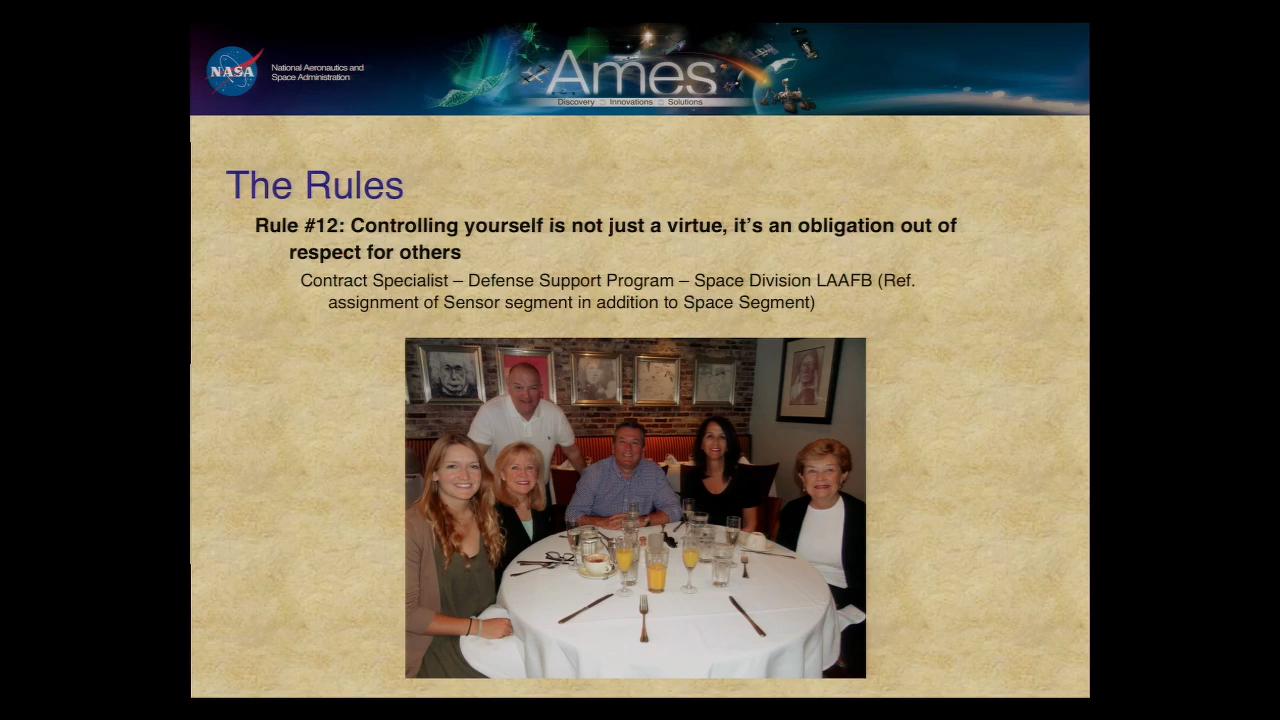 NASA
National Aeronautics and
Space Administration
Ames
Discovery :: Innovations :: Solutions
The Rules
Rule #12: Controlling yourself is not just a virtue, it’s an obligation out of
respect for others
Contract Specialist – Defense Support Program – Space Division LAAFB (Ref.
assignment of Sensor segment in addition to Space Segment)